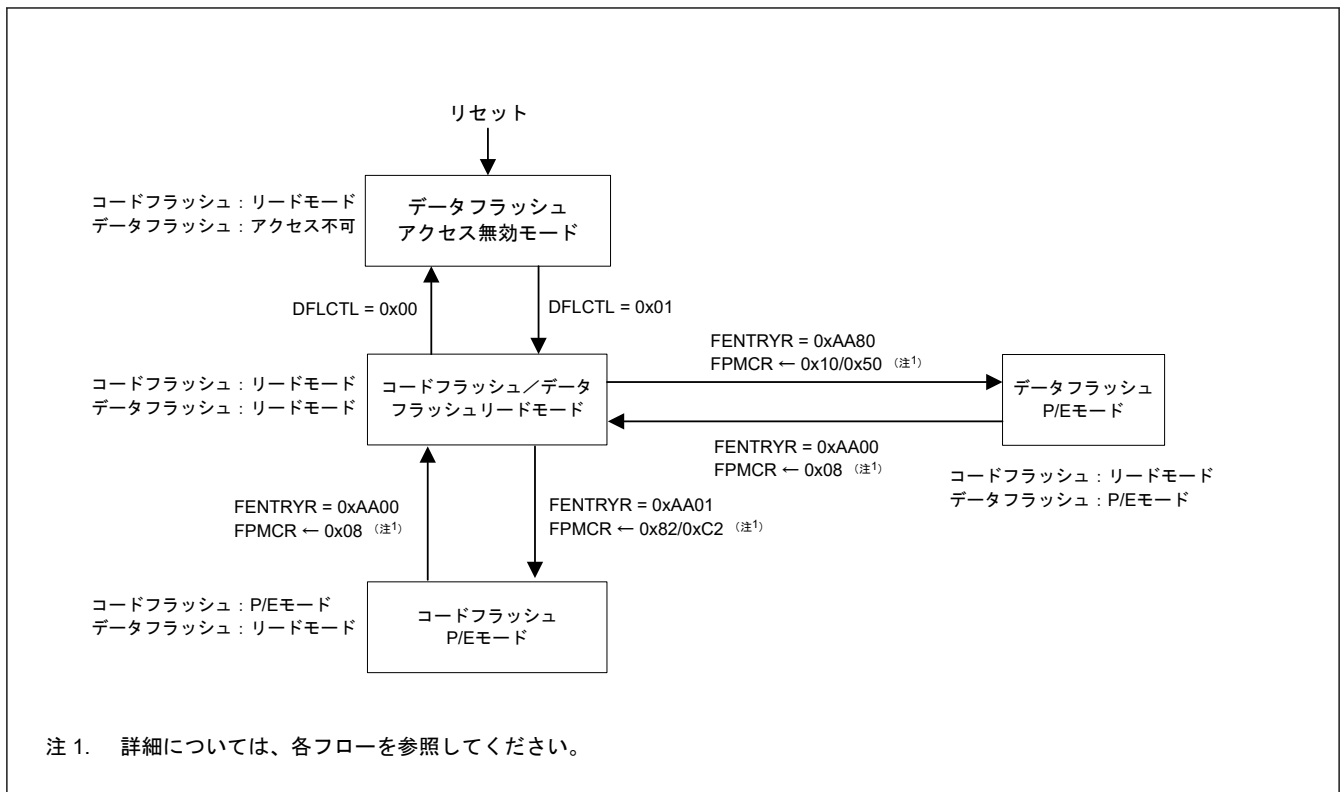 リセット
コードフラッシュ：リードモード
データフラッシュ：アクセス不可
データフラッシュ
アクセス無効モード
DFLCTL = 0x00
DFLCTL = 0x01
FENTRYR = 0xAA80
FPMCR ← 0x10/0x50 （注1）
コードフラッシュ：リードモード
データフラッシュ：リードモード
コードフラッシュ／データ
フラッシュリードモード
データフラッシュ
P/Eモード
FENTRYR = 0xAA00
FPMCR ← 0x08 （注1）
コードフラッシュ：リードモード
データフラッシュ：P/Eモード
FENTRYR = 0xAA00
FPMCR ← 0x08 （注1）
FENTRYR = 0xAA01
FPMCR ← 0x82/0xC2 （注1）
コードフラッシュ：P/Eモード
データフラッシュ：リードモード
コードフラッシュ
P/Eモード
注 1. 詳細については、各フローを参照してください。